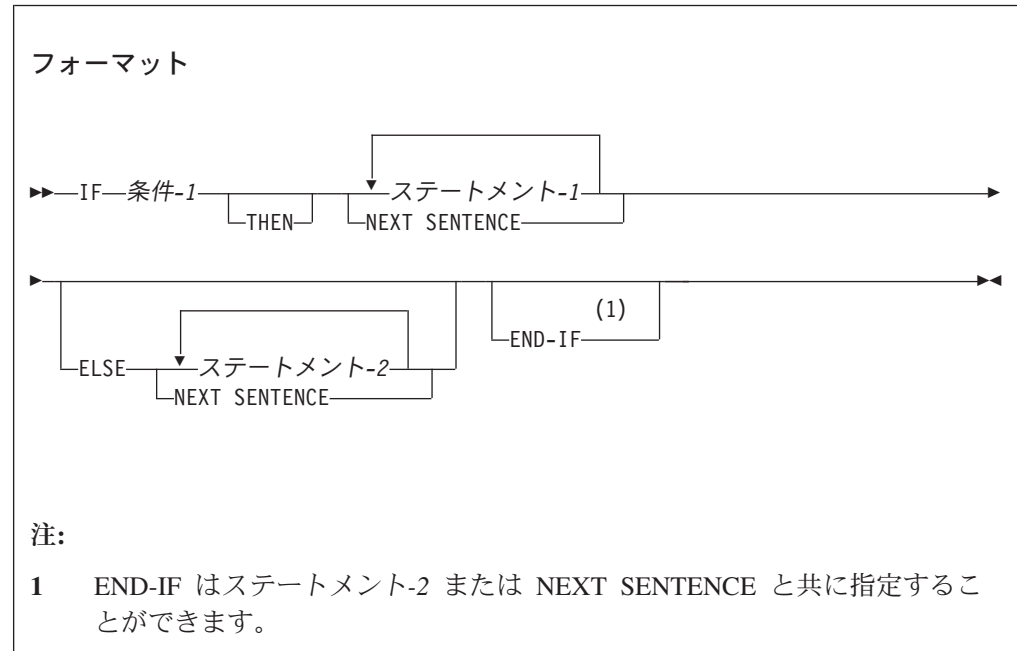 フォーマット
IF 条件-1 ステートメント-1
THEN NEXT SENTENCE
(1)
END-IF
ELSE ステートメント-2
NEXT SENTENCE
注:
1 END-IF はステートメント-2 または NEXT SENTENCE と共に指定するこ
とができます。